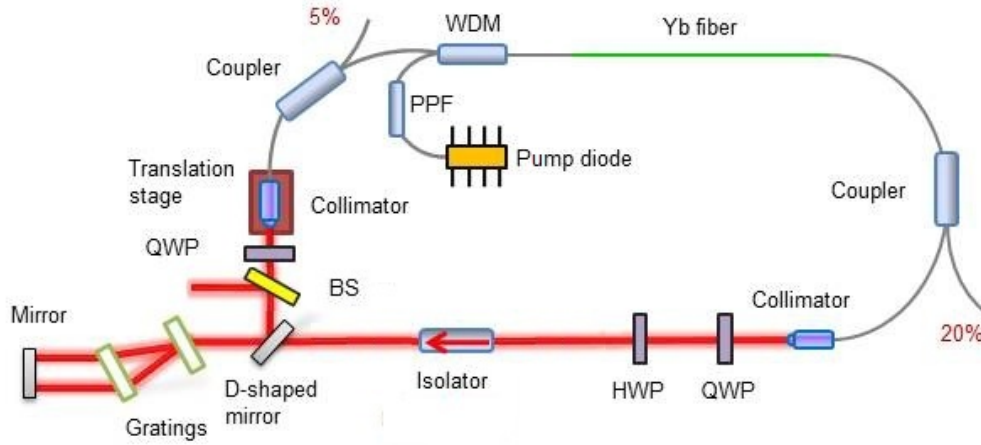 5%
WDM
Yb fiber
Coupler
PPF
Pump diode
Translation
stage
Collimator
Coupler
QWP
BS
Mirror
Collimator
20%
Isolator
HWP
QWP
D-shaped
mirror
Gratings